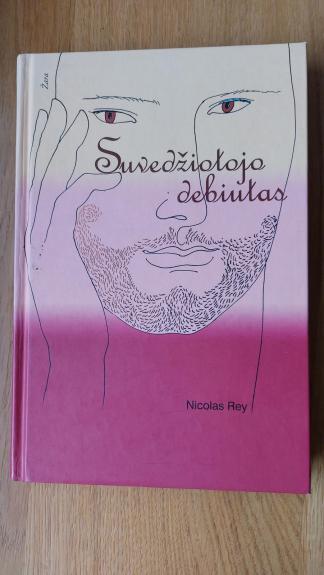 Žara
Suvedžiotojo
debiutas
Nicolas Rey